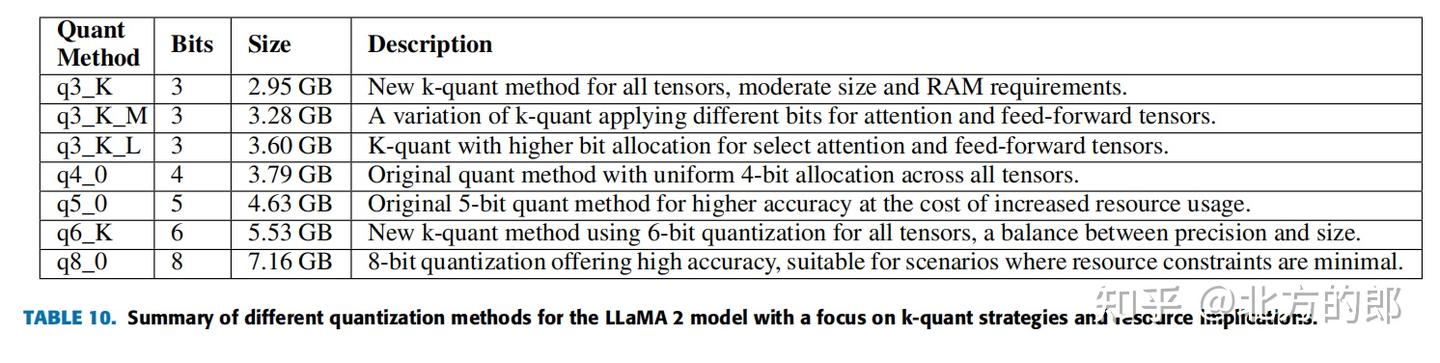 Quant Method Bits Size Description
q3_K 3 2.95 GB New k-quant method for all tensors, moderate size and RAM requirements.
q3_K_M 3 3.28 GB A variation of k-quant applying different bits for attention and feed-forward tensors.
q3_K_L 3 3.60 GB K-quant with higher bit allocation for select attention and feed-forward tensors.
q4_0 4 3.79 GB Original quant method with uniform 4-bit allocation across all tensors.
q5_0 5 4.63 GB Original 5-bit quant method for higher accuracy at the cost of increased resource usage.
q6_K 6 5.53 GB New k-quant method using 6-bit quantization for all tensors, a balance between precision and size.
q8_0 8 7.16 GB 8-bit quantization offering high accuracy, suitable for scenarios where resource constraints are minimal.
知乎 @北方的郎
TABLE 10. Summary of different quantization methods for the LLaMA 2 model with a focus on k-quant strategies and resource implications.